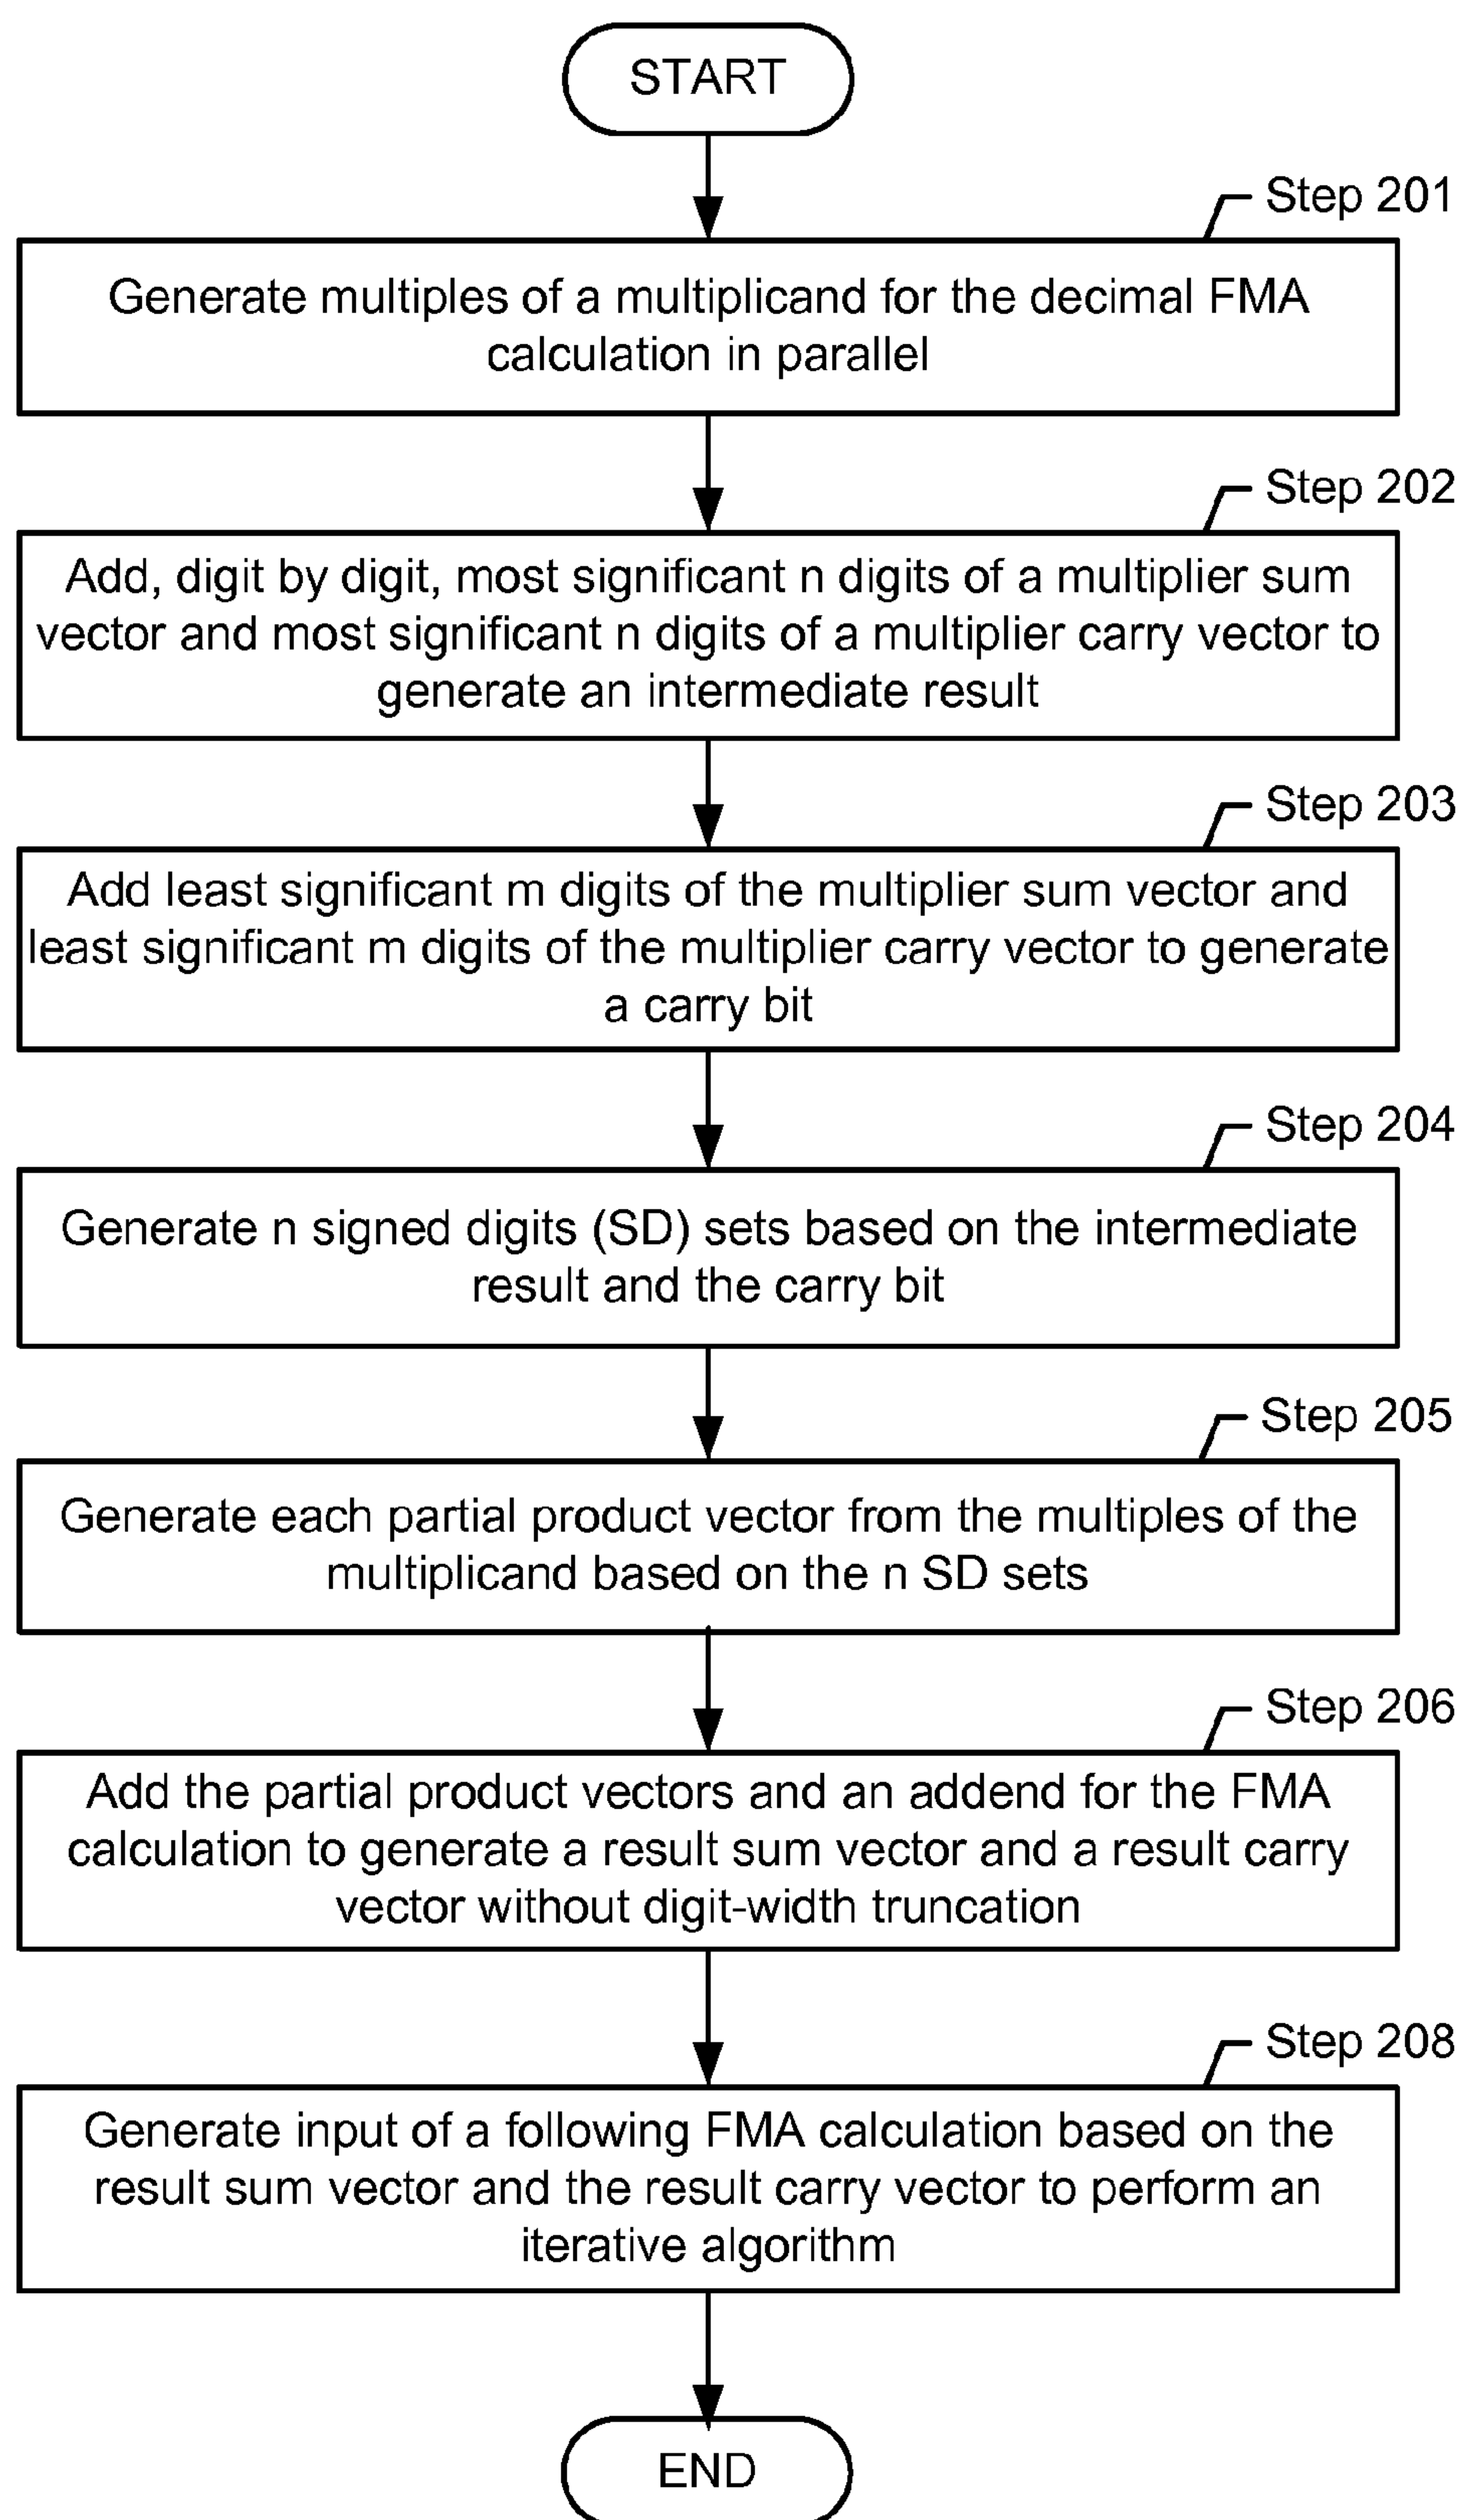 START
Step 201
Generate multiples of a multiplicand for the decimal FMA
calculation in parallel
Step 202
Add, digit by digit, most significant n digits of a multiplier sum
vector and most significant n digits of a multiplier carry vector to
generate an intermediate result
Step 203
Add least significant m digits of the multiplier sum vector and
least significant m digits of the multiplier carry vector to generate
a carry bit
Step 204
Generate n signed digits (SD) sets based on the intermediate
result and the carry bit
Step 205
Generate each partial product vector from the multiples of the
multiplicand based on the n SD sets
Step 206
Add the partial product vectors and an addend for the FMA
calculation to generate a result sum vector and a result carry
vector without digit-width truncation
Step 208
Generate input of a following FMA calculation based on the
result sum vector and the result carry vector to perform an
iterative algorithm
END